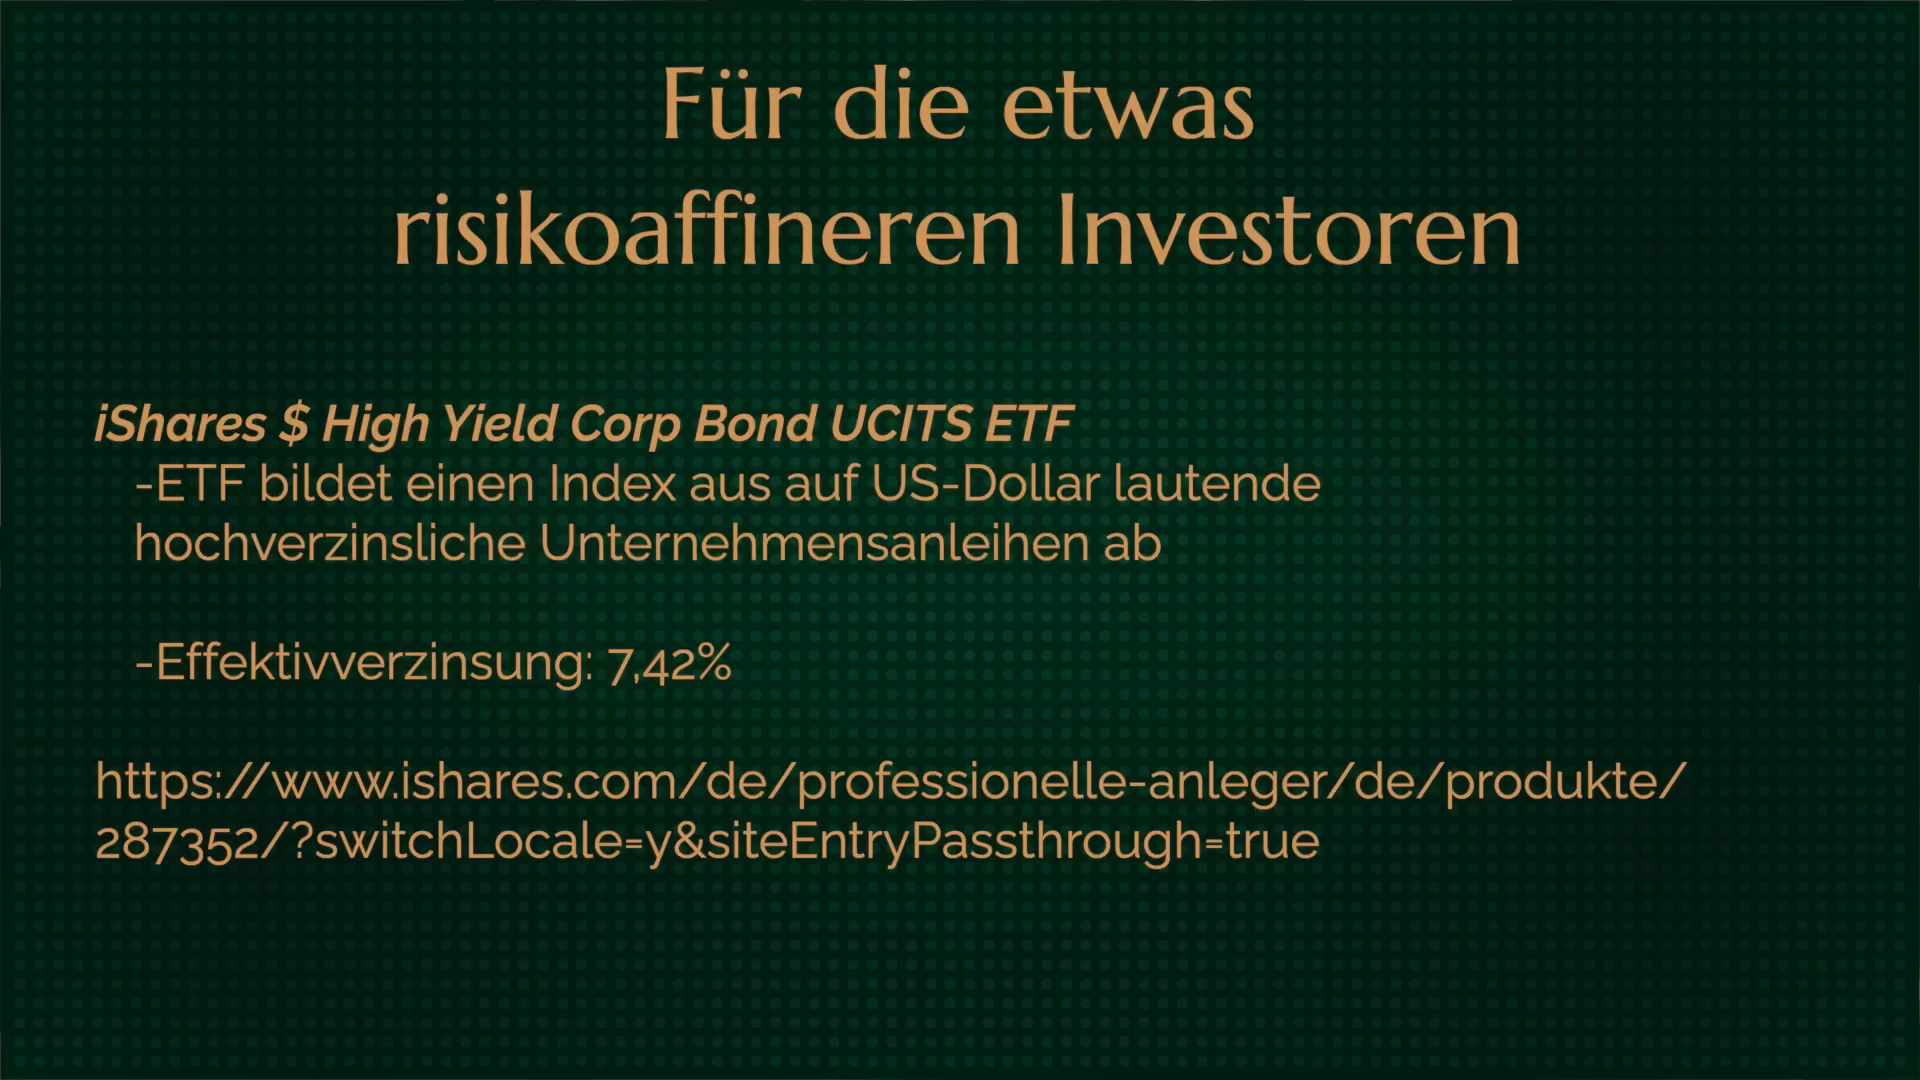 Für die etwas
risikoaffineren Investoren
iShares $ High Yield Corp Bond UCITS ETF
-ETF bildet einen Index aus auf US-Dollar lautende
hochverzinsliche Unternehmensanleihen ab
-Effektivverzinsung: 7,42%
https://www.ishares.com/de/professionelle-anleger/de/produkte/
287352/?switchLocale=y&siteEntryPassthrough=true